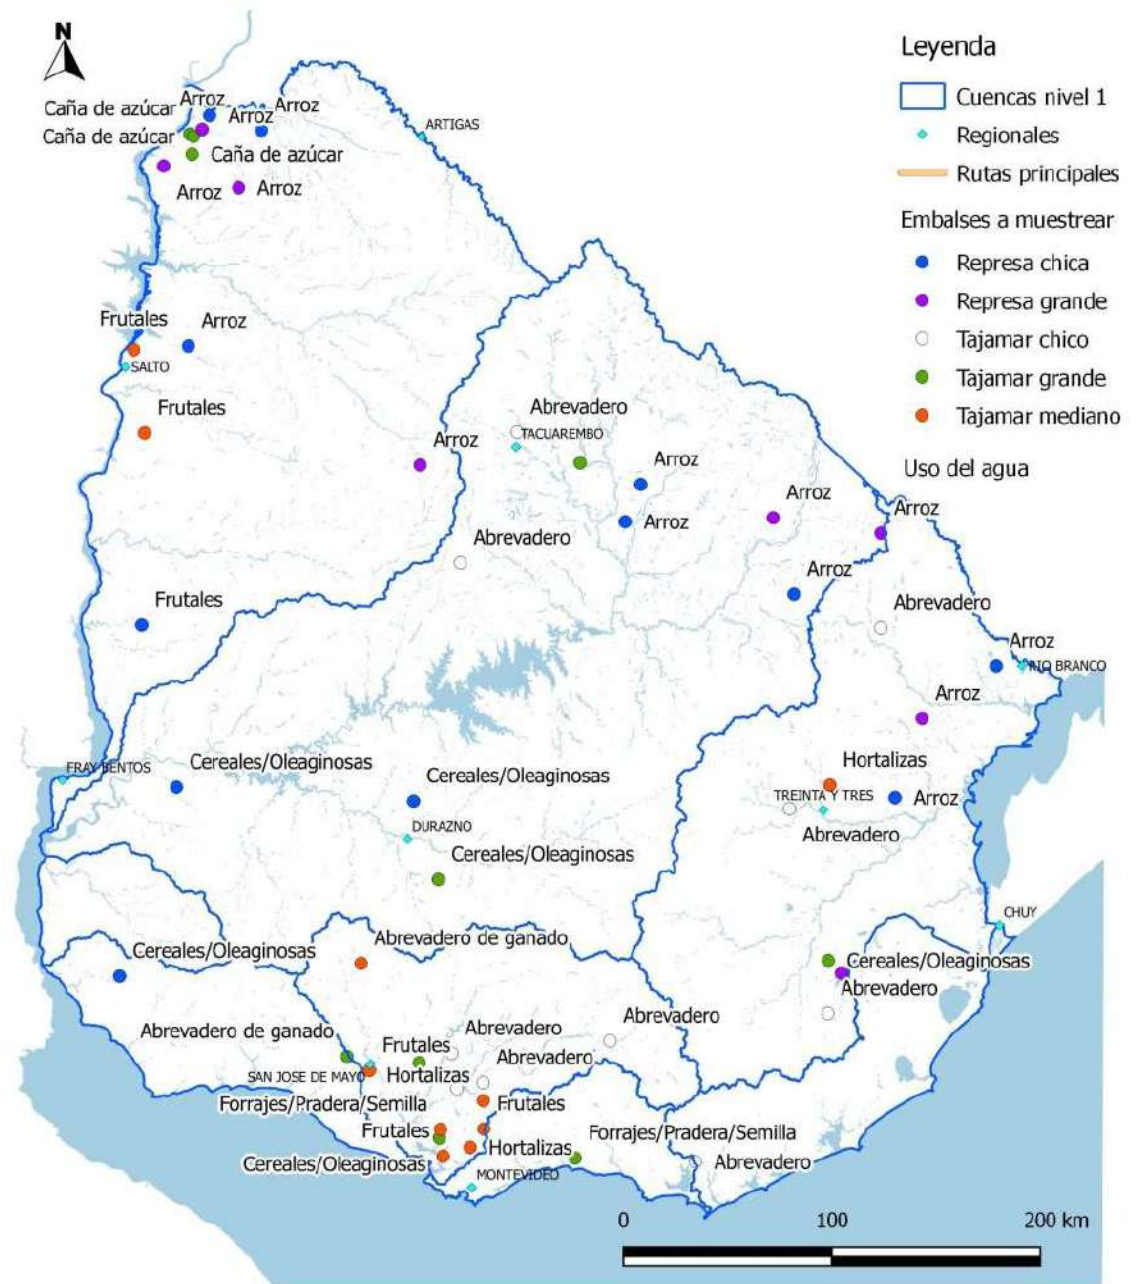 N
Leyenda
Cuencas nivel 1
Regionales
Rutas principales
Embalses a muestrear
Represa chica
Represa grande
Tajamar chico
Tajamar grande
Tajamar mediano
Uso del agua
Caña de azúcar
Arroz
Arroz
Arroz
Caña de azúcar
Caña de azúcar
ARTIGAS
Arroz
Arroz
Frutales
Arroz
SALTO
Frutales
Abrevadero
TACUAREMBO
Arroz
Arroz
Arroz
Arroz
Arroz
Abrevadero
Arroz
Frutales
Abrevadero
Arroz
RIO BRANCO
Arroz
FRAY BENTOS
Cereales/Oleaginosas
Cereales/Oleaginosas
Hortalizas
TREINTA Y TRES
Arroz
DURAZNO
Abrevadero
Cereales/Oleaginosas
CHUY
Abrevadero de ganado
Cereales/Oleaginosas
Cereales/Oleaginosas
Abrevadero
Abrevadero de ganado
Abrevadero
Abrevadero
Frutales
Abrevadero
SAN JOSE DE MAYO
Hortalizas
Forrajes/Pradera/Semilla
Frutales
Frutales
Forrajes/Pradera/Semilla
Hortalizas
Cereales/Oleaginosas
Abrevadero
MONTEVIDEO
0 100 200 km